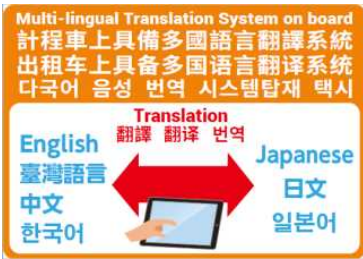 Multi-lingual Translation System on board
計程車上具備多國語言翻譯系統
出租车上具备多国语言翻译系统
다국어 음성 번역 시스템탑재 택시
Translation
翻譯 翻译 번역
English
臺灣語言
中文
한국어
Japanese
日文
일본어